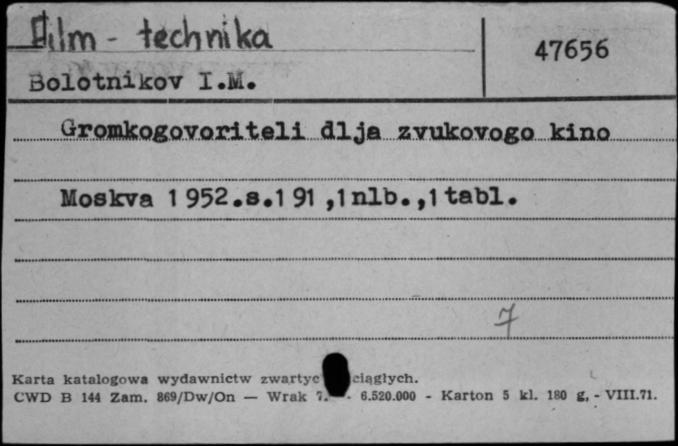 Film - technika
47656
Bolotnikov I.M.
Gromkogovoriteli dlja zvukovogo kino
Moskva 1952.s.191,1nlb.,1tabl.
7
Karta katalogowa wydawnictw ciągłych.
CWD B 144 Zam. 869/Dw/On — Wrak 6.520.000 - Karton 5 kl. 180 g. - VIII.71.